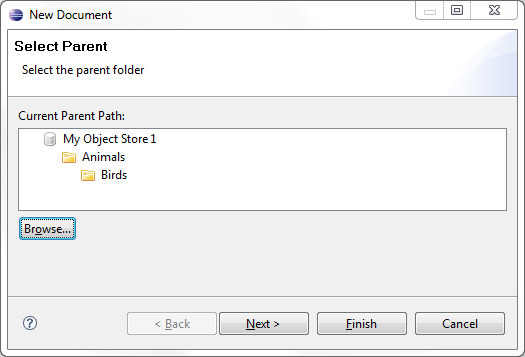 New Document
Select Parent
Select the parent folder
Current Parent Path:
My Object Store 1
Animals
Birds
Browse...
? < Back Next > Finish Cancel